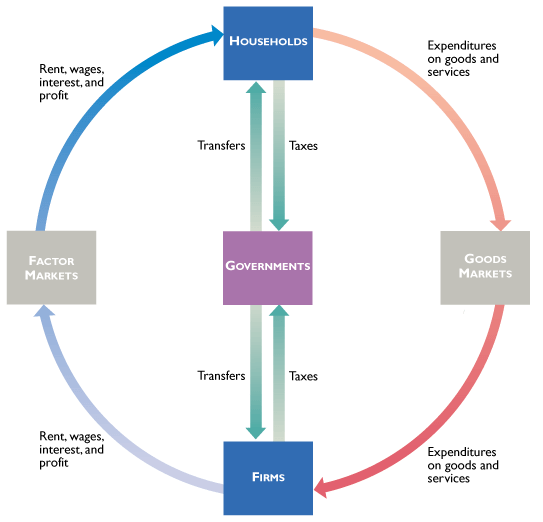 HOUSEHOLDS
Expenditures
on goods and
services
Rent, wages,
interest, and
profit
Transfers
Taxes
FACTOR
MARKETS
GOVERNMENTS
GOODS
MARKETS
Transfers
Taxes
Rent, wages,
interest, and
profit
Expenditures
on goods and
services
FIRMS